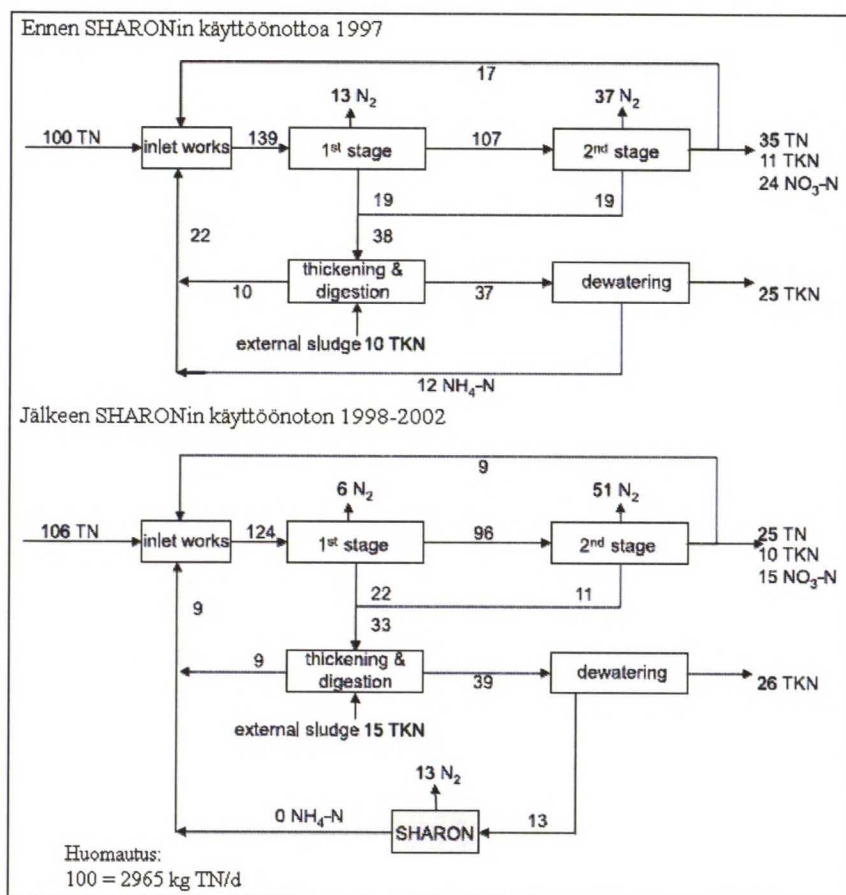 Ennen SHARONin käyttöönottoa 1997
17
13 N₂
37 N₂
100 TN
inlet works
139
1st stage
107
2nd stage
35 TN
11 TKN
24 NO₃-N
19
19
22
38
thickening &
digestion
10
37
dewatering
25 TKN
external sludge 10 TKN
12 NH₄-N
Jälkeen SHARONin käyttöönoton 1998-2002
9
6 N₂
51 N₂
106 TN
inlet works
124
1st stage
96
2nd stage
25 TN
10 TKN
15 NO₃-N
22
11
9
33
thickening &
digestion
9
39
dewatering
26 TKN
external sludge 15 TKN
13 N₂
0 NH₄-N
SHARON
13
Huomautus:
100 = 2965 kg TN/d